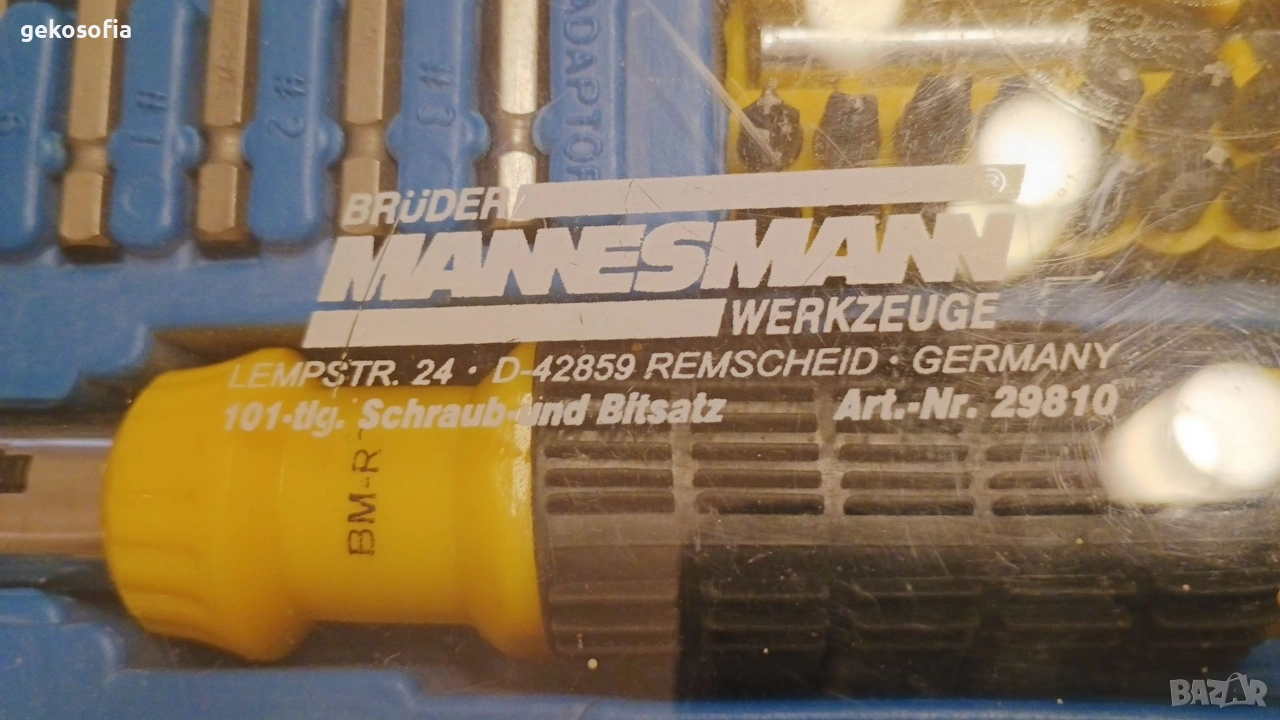 gekosofia
#1
#2
#3
ADAPTOR
BRÜDER
MANNESMANN
WERKZEUGE
LEMPSTR. 24 · D-42859 REMSCHEID · GERMANY
101-tlg. Schraub- und Bitsatz Art.-Nr. 29810
BM-R
BAZAR